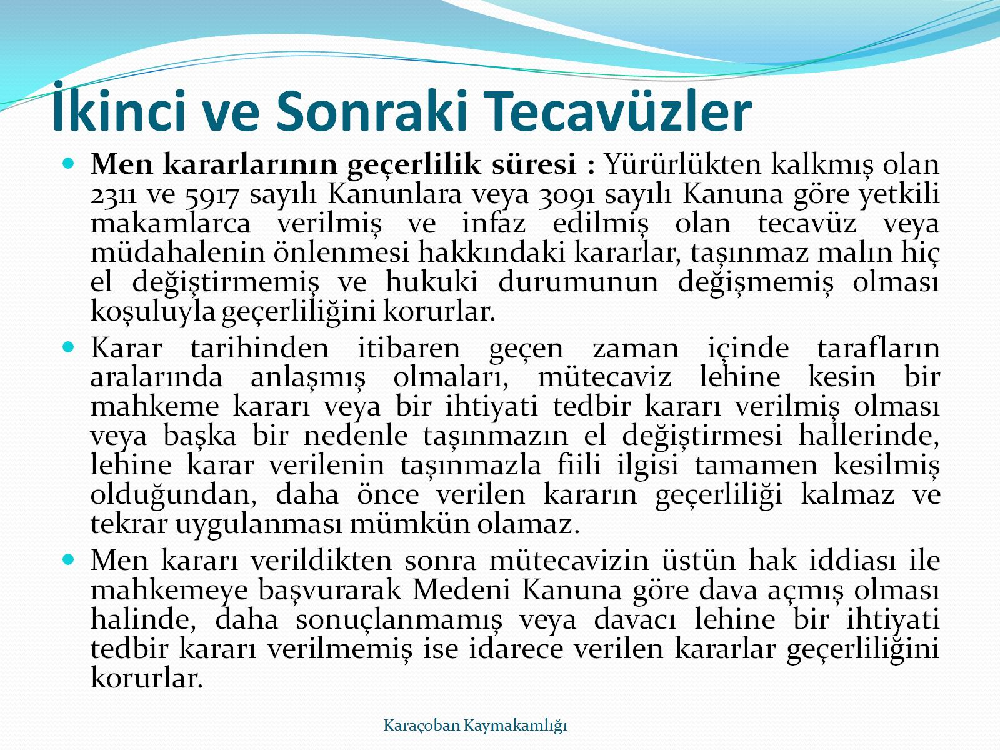 İkinci ve Sonraki Tecavüzler
• Men kararlarının geçerlilik süresi : Yürürlükten kalkmış olan
2311 ve 5917 sayılı Kanunlara veya 3091 sayılı Kanuna göre yetkili
makamlarca verilmiş ve infaz edilmiş olan tecavüz veya
müdahalenin önlenmesi hakkındaki kararlar, taşınmaz malın hiç
el değiştirmemiş ve hukuki durumunun değişmemiş olması
koşuluyla geçerliliğini korurlar.
• Karar tarihinden itibaren geçen zaman içinde tarafların
aralarında anlaşmış olmaları, mütecaviz lehine kesin bir
mahkeme kararı veya bir ihtiyati tedbir kararı verilmiş olması
veya başka bir nedenle taşınmazın el değiştirmesi hallerinde,
lehine karar verilenin taşınmazla fiili ilgisi tamamen kesilmiş
olduğundan, daha önce verilen kararın geçerliliği kalmaz ve
tekrar uygulanması mümkün olamaz.
• Men kararı verildikten sonra mütecavizin üstün hak iddiası ile
mahkemeye başvurarak Medeni Kanuna göre dava açmış olması
halinde, daha sonuçlanmamış veya davacı lehine bir ihtiyati
tedbir kararı verilmemiş ise idarece verilen kararlar geçerliliğini
korurlar.
Karaçoban Kaymakamlığı